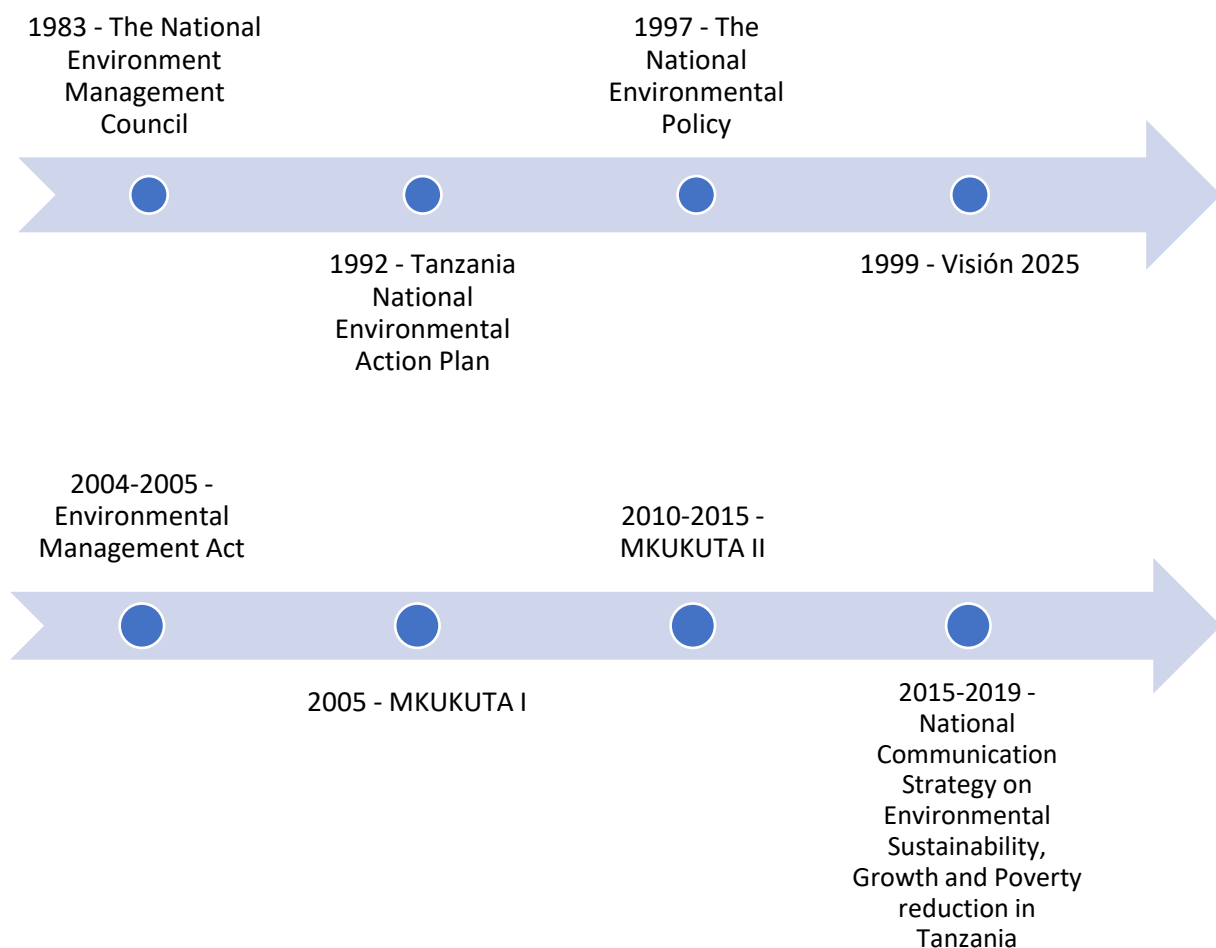 1983 - The National
Environment
Management
Council
1992 - Tanzania
National
Environmental
Action Plan
1997 - The
National
Environmental
Policy
1999 - Visión 2025
2004-2005 -
Environmental
Management Act
2005 - MKUKUTA I
2010-2015 -
MKUKUTA II
2015-2019 -
National
Communication
Strategy on
Environmental
Sustainability,
Growth and Poverty
reduction in
Tanzania